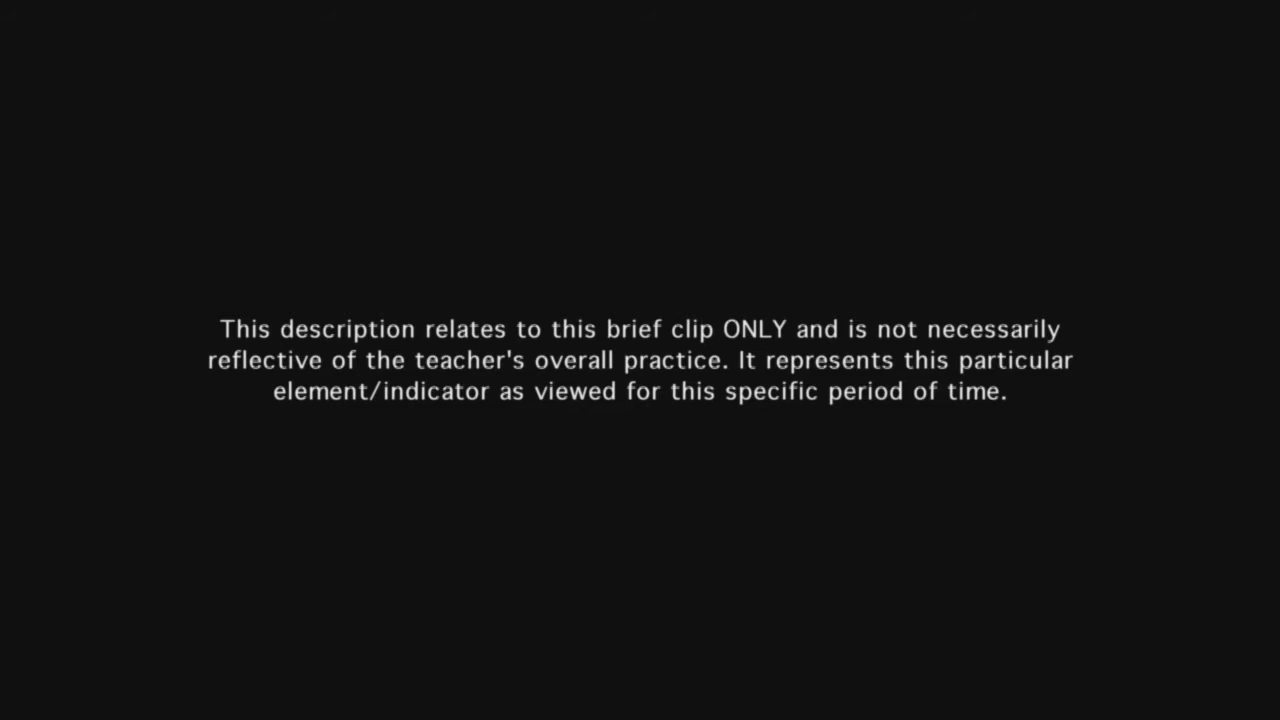 This description relates to this brief clip ONLY and is not necessarily
reflective of the teacher's overall practice. It represents this particular
element/indicator as viewed for this specific period of time.